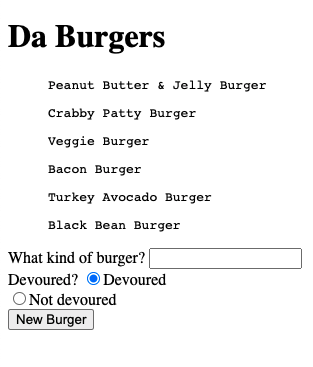 Da Burgers
Peanut Butter & Jelly Burger
Crabby Patty Burger
Veggie Burger
Bacon Burger
Turkey Avocado Burger
Black Bean Burger
What kind of burger?
Devoured? Devoured
Not devoured
New Burger